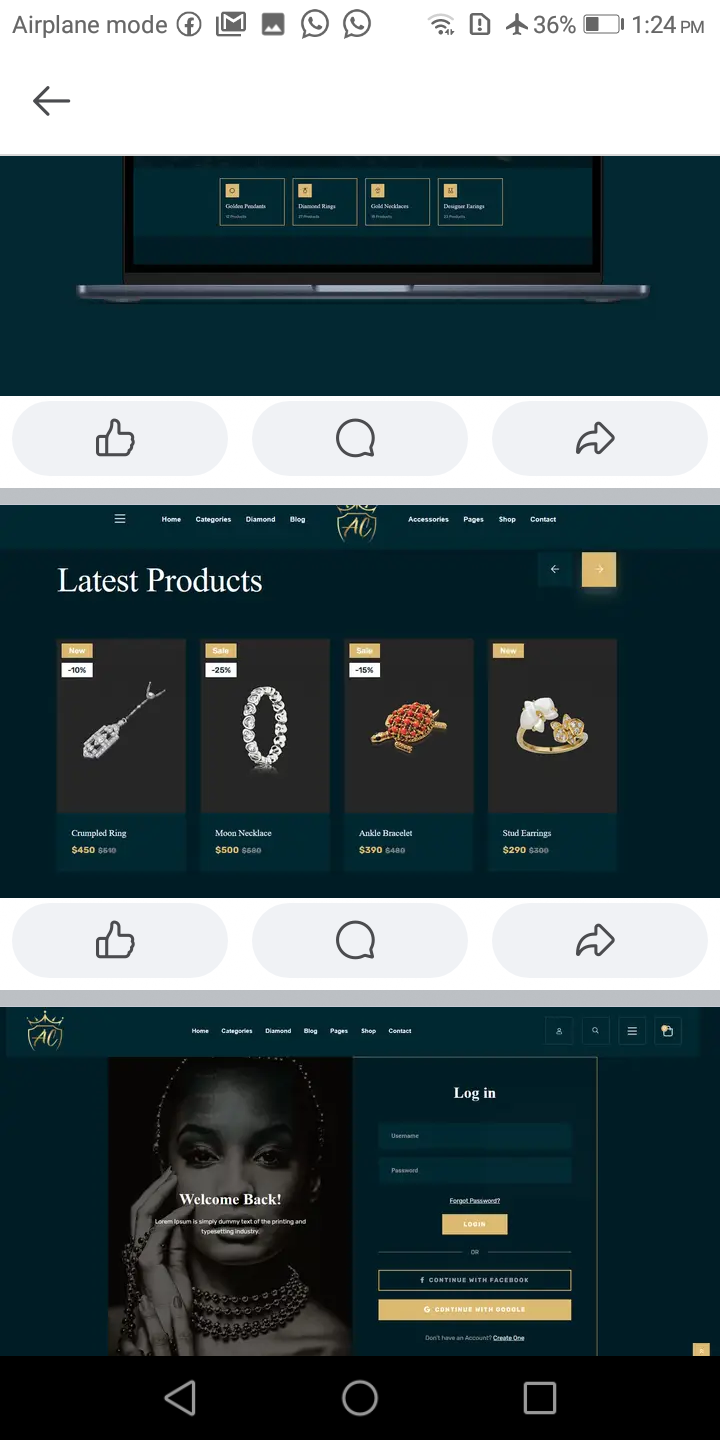 Airplane mode 36% 1:24 PM
Golden Pendants Diamond Rings Gold Necklaces Designer Earings
12 Products 27 Products 19 Products 23 Products
Home Categories Diamond Blog AC Accessories Pages Shop Contact
Latest Products
New Sale Sale New
-10% -25% -15%
Crumpled Ring Moon Necklace Ankle Bracelet Stud Earrings
$450 $510 $500 $680 $390 $480 $290 $300
AC Home Categories Diamond Blog Pages Shop Contact
Log in
Username
Password
Welcome Back!
Lorem Ipsum is simply dummy text of the printing and
typesetting industry.
Forgot Password?
LOGIN
OR
f CONTINUE WITH FACEBOOK
G CONTINUE WITH GOOGLE
Don't have an Account? Create One